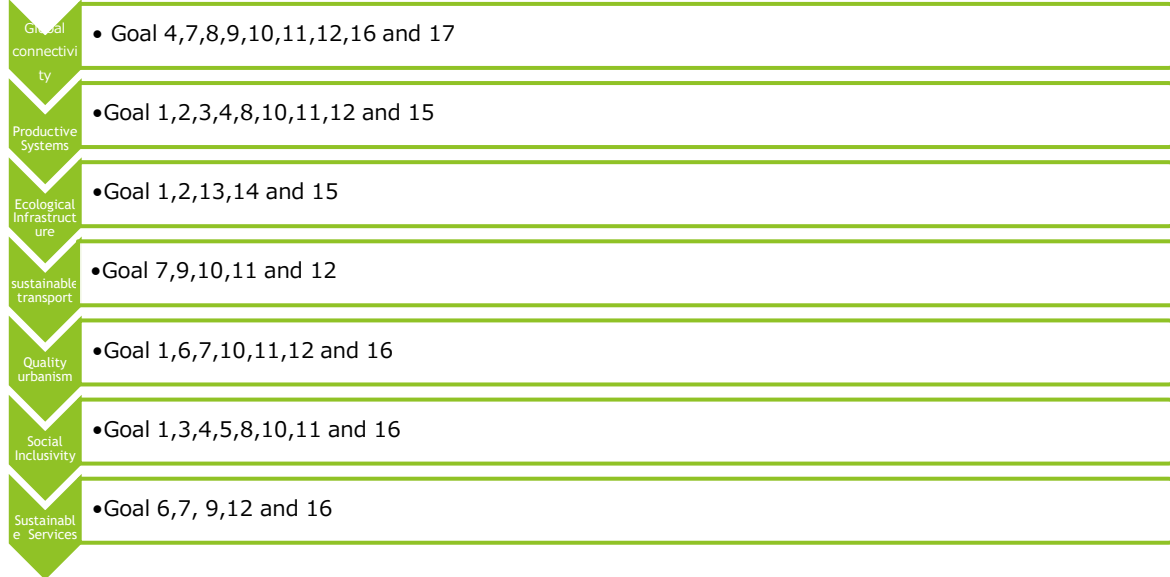 Global
connectivi
ty
• Goal 4,7,8,9,10,11,12,16 and 17
Productive
Systems
•Goal 1,2,3,4,8,10,11,12 and 15
Ecological
Infrastruct
ure
•Goal 1,2,13,14 and 15
sustainable
transport
•Goal 7,9,10,11 and 12
Quality
urbanism
•Goal 1,6,7,10,11,12 and 16
Social
Inclusivity
•Goal 1,3,4,5,8,10,11 and 16
Sustainabl
e Services
•Goal 6,7, 9,12 and 16